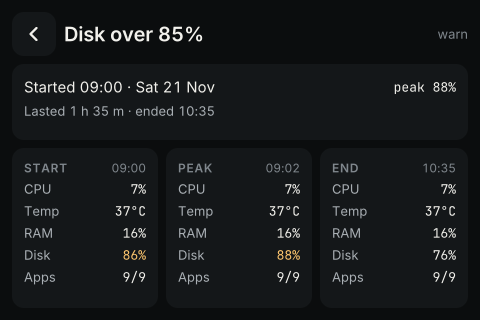 Disk over 85%
warn
Started 09:00 · Sat 21 Nov
peak 88%
Lasted 1 h 35 m · ended 10:35
START 09:00
CPU 7%
Temp 37°C
RAM 16%
Disk 86%
Apps 9/9
PEAK 09:02
CPU 7%
Temp 37°C
RAM 16%
Disk 88%
Apps 9/9
END 10:35
CPU 7%
Temp 37°C
RAM 16%
Disk 76%
Apps 9/9